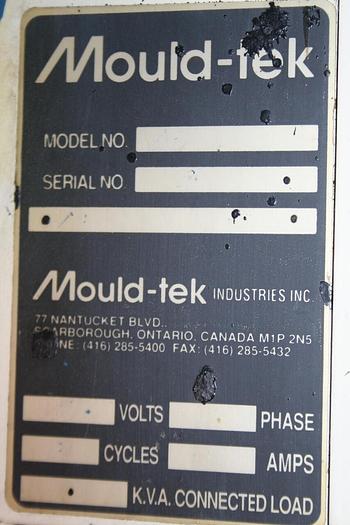 Mould-tek
MODEL NO.
SERIAL NO
Mould-tek INDUSTRIES INC.
77 NANTUCKET BLVD.,
SCARBOROUGH, ONTARIO, CANADA M1P 2N5
PHONE: (416) 285-5400 FAX: (416) 285-5432
VOLTS PHASE
CYCLES AMPS
K.V.A. CONNECTED LOAD